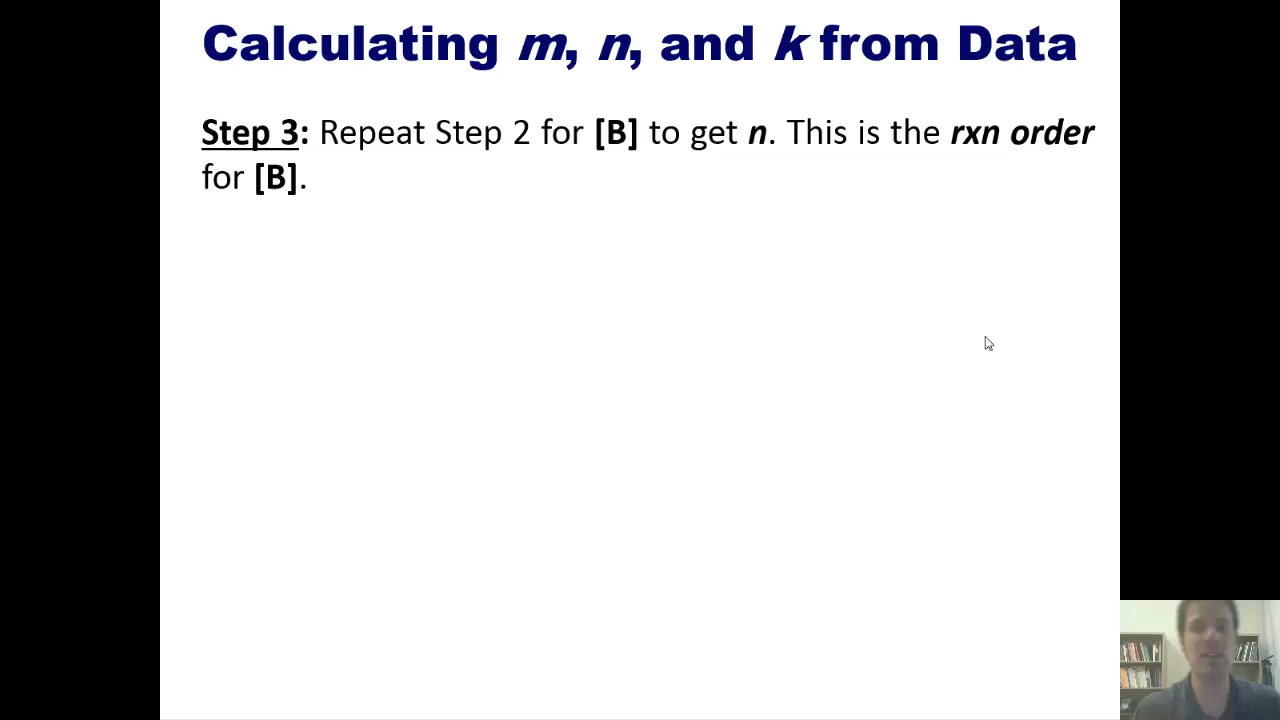 Calculating m, n, and k from Data
Step 3: Repeat Step 2 for [B] to get n. This is the rxn order
for [B].